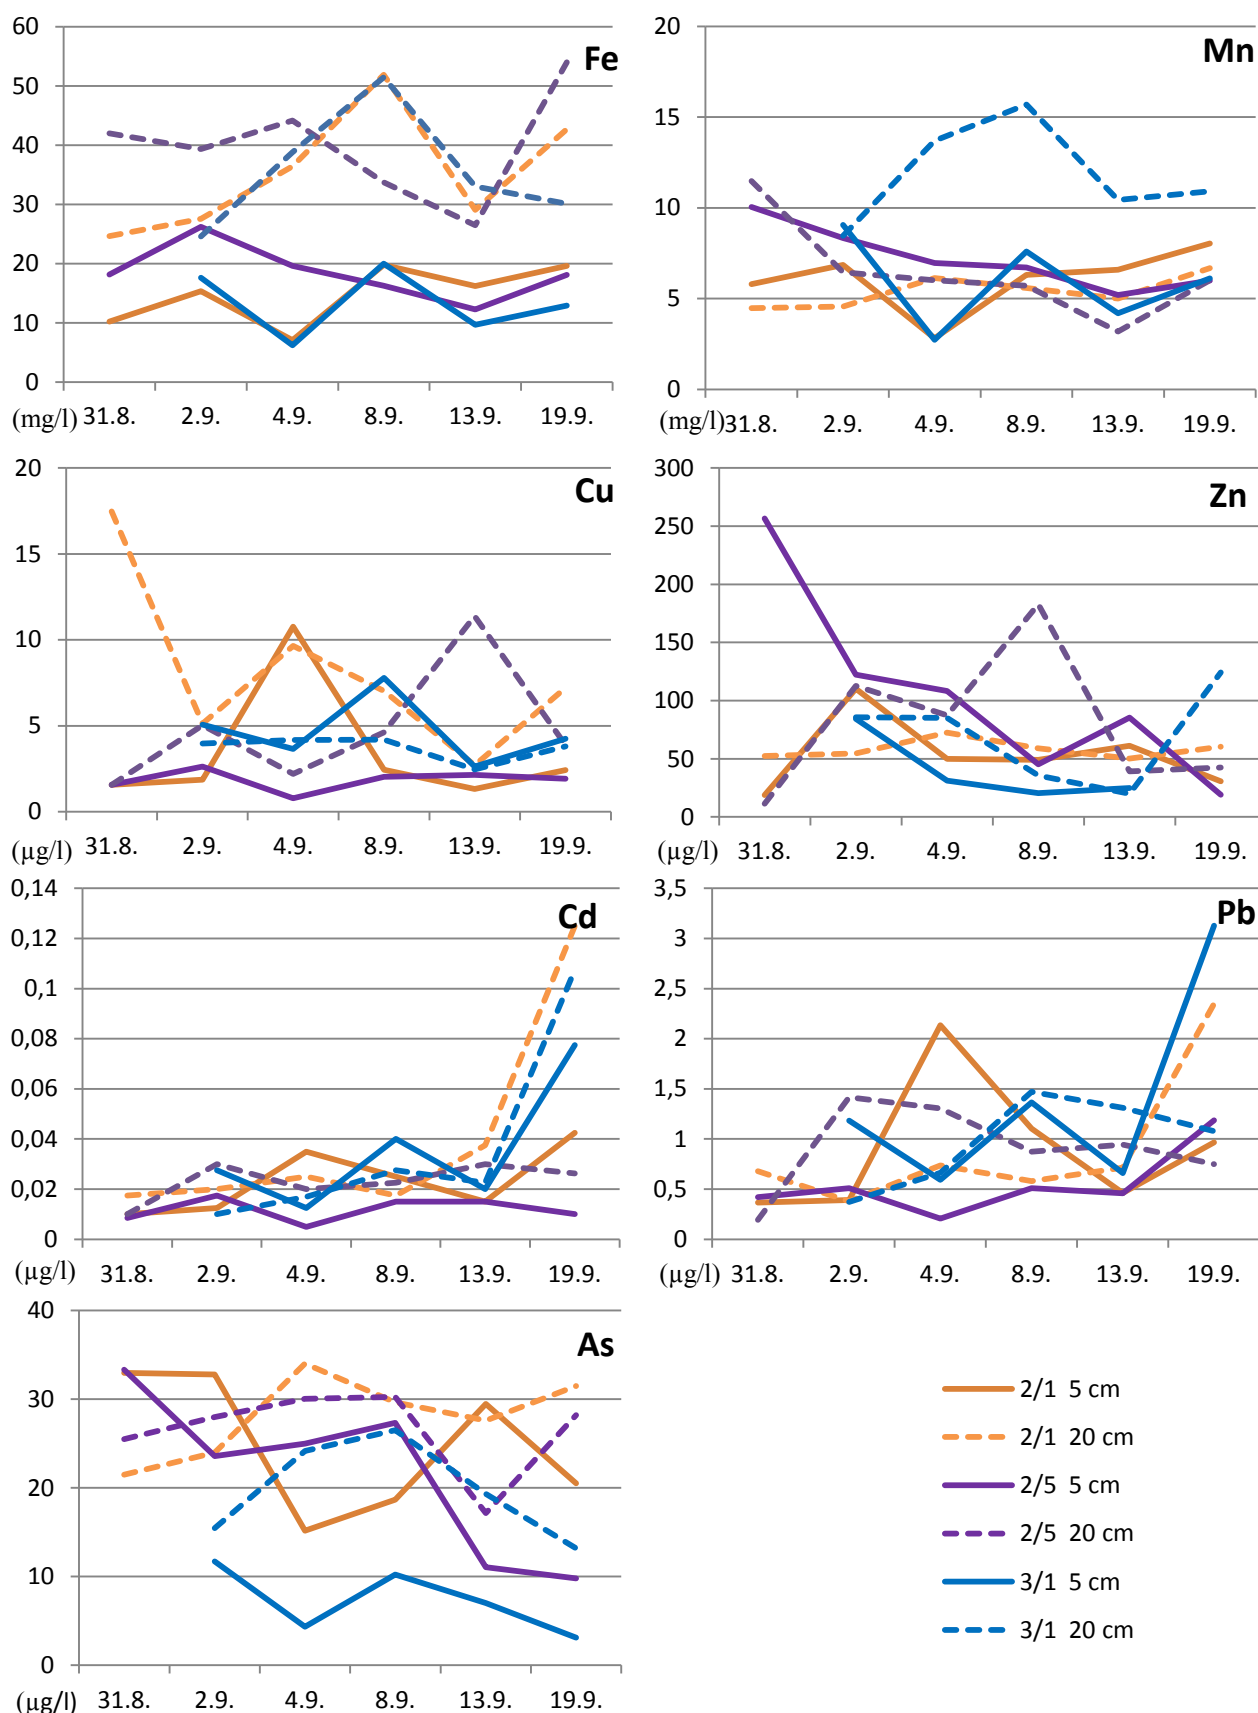 Fe
60
50
40
30
20
10
0
(mg/l) 31.8. 2.9. 4.9. 8.9. 13.9. 19.9.
Mn
20
15
10
5
0
(mg/l) 31.8. 2.9. 4.9. 8.9. 13.9. 19.9.
Cu
20
15
10
5
0
(µg/l) 31.8. 2.9. 4.9. 8.9. 13.9. 19.9.
Zn
300
250
200
150
100
50
0
(µg/l) 31.8. 2.9. 4.9. 8.9. 13.9. 19.9.
Cd
0,14
0,12
0,1
0,08
0,06
0,04
0,02
0
(µg/l) 31.8. 2.9. 4.9. 8.9. 13.9. 19.9.
Pb
3,5
3
2,5
2
1,5
1
0,5
0
(µg/l) 31.8. 2.9. 4.9. 8.9. 13.9. 19.9.
As
40
30
20
10
0
(µg/l) 31.8. 2.9. 4.9. 8.9. 13.9. 19.9.
2/1 5 cm
2/1 20 cm
2/5 5 cm
2/5 20 cm
3/1 5 cm
3/1 20 cm